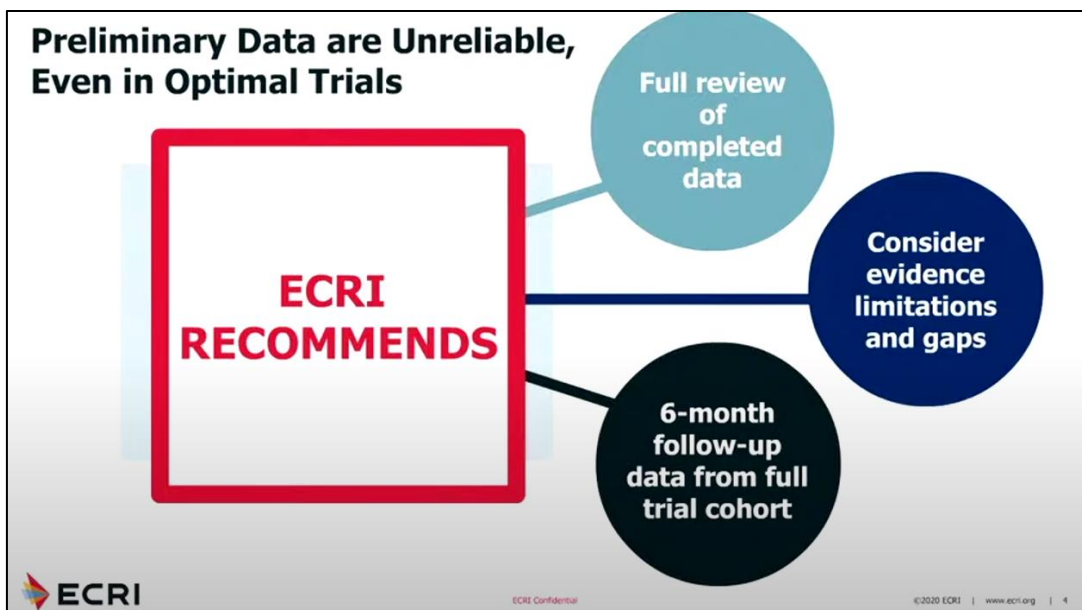 Preliminary Data are Unreliable,
Even in Optimal Trials
Full review
of
completed
data
ECRI
RECOMMENDS
Consider
evidence
limitations
and gaps
6-month
follow-up
data from full
trial cohort
ECRI
ECRI Confidential
©2020 ECRI | www.ecri.org | 4